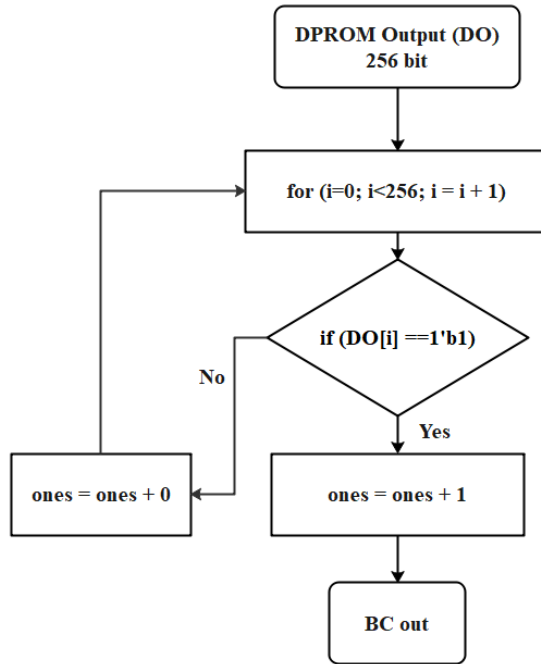 DPROM Output (DO)
256 bit
for (i=0; i<256; i = i + 1)
if (DO[i] ==1'b1)
No
Yes
ones = ones + 0
ones = ones + 1
BC out